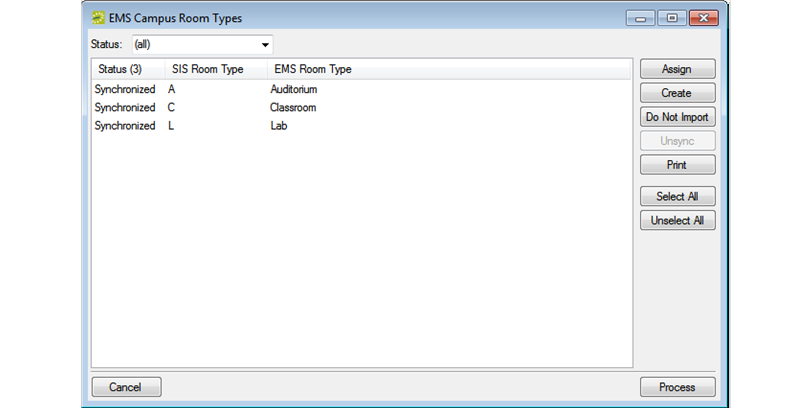 EMS Campus Room Types
Status: (all)
Status (3) SIS Room Type EMS Room Type
Synchronized A Auditorium
Synchronized C Classroom
Synchronized L Lab
Assign
Create
Do Not Import
Unsync
Print
Select All
Unselect All
Cancel
Process